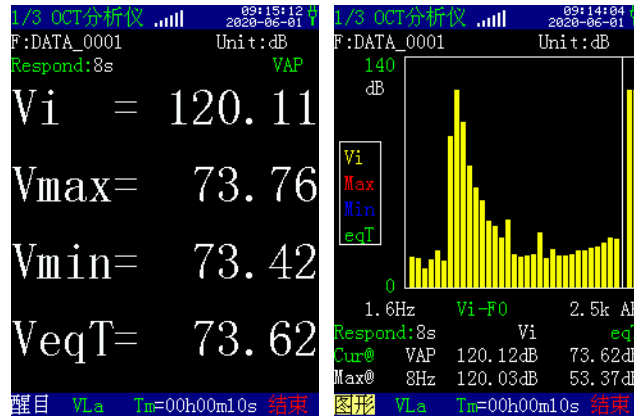 1/3 OCT分析仪 09:15:12
2020-06-01
F:DATA_0001 Unit:dB
Respond:8s VAP
Vi = 120.11
Vmax= 73.76
Vmin= 73.42
VeqT= 73.62
醒目 VLa Tm=00h00m10s 结束
1/3 OCT分析仪 09:14:04
2020-06-01
F:DATA_0001 Unit:dB
140
dB
Vi
Max
Min
eqT
0
1.6Hz Vi-F0 2.5k
Respond:8s Vi
Cur@ VAP 120.12dB 73.62d
Max@ 8Hz 120.03dB 53.37d
图形 VLa Tm=00h00m10s 结束